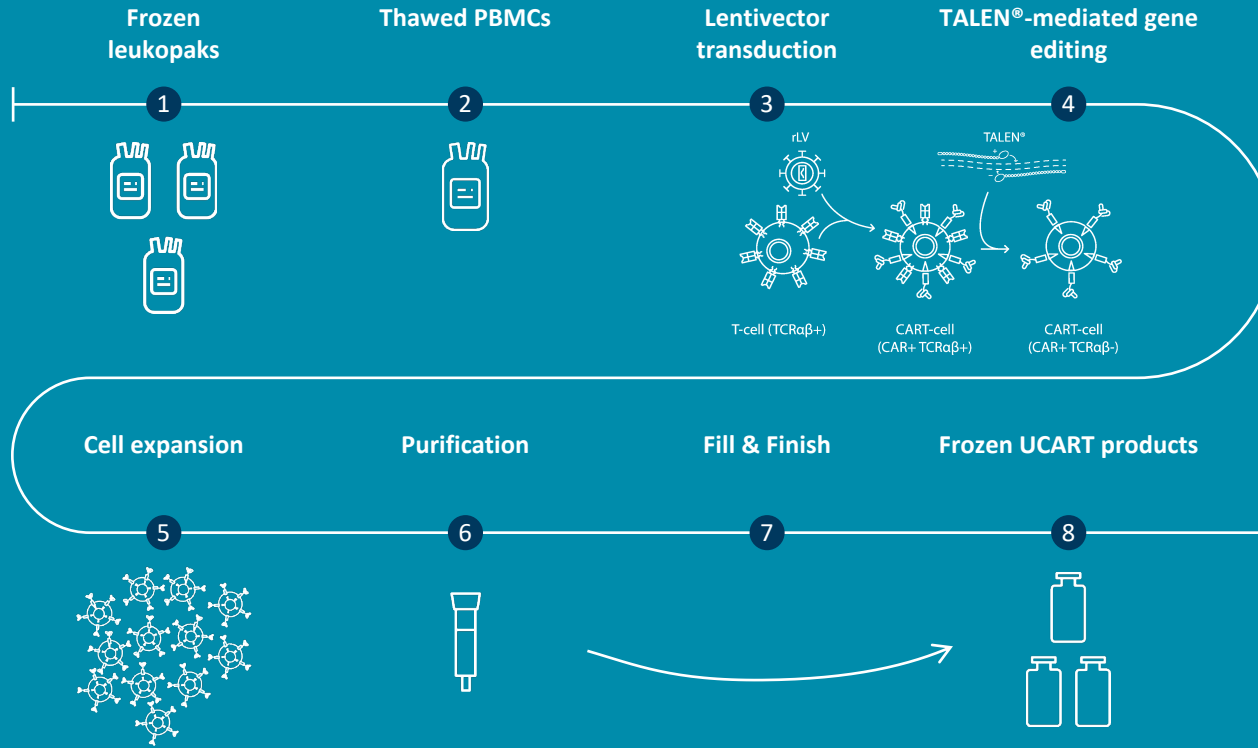 Frozen
leukopaks
Thawed PBMCs
Lentivector
transduction
TALEN®-mediated gene
editing
1
2
3
4
rLV
TALEN®
T-cell (TCRαβ+)
CART-cell
(CAR+ TCRαβ+)
CART-cell
(CAR+ TCRαβ-)
Cell expansion
Purification
Fill & Finish
Frozen UCART products
5
6
7
8